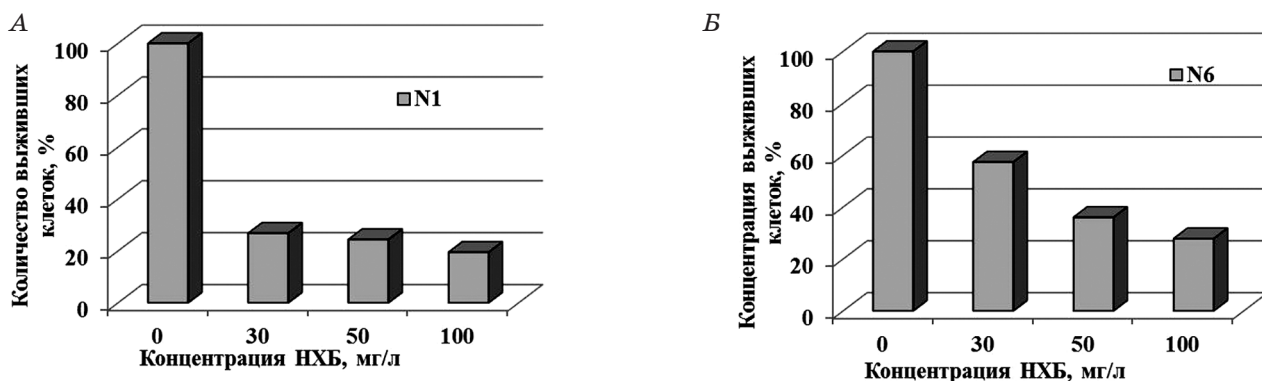 А
Количество выживших
клеток, %
100
80
60
40
20
0
N1
0 30 50 100
Концентрация НХБ, мг/л
Б
Концентрация выживших
клеток, %
100
80
60
40
20
0
N6
0 30 50 100
Концентрация НХБ, мг/л